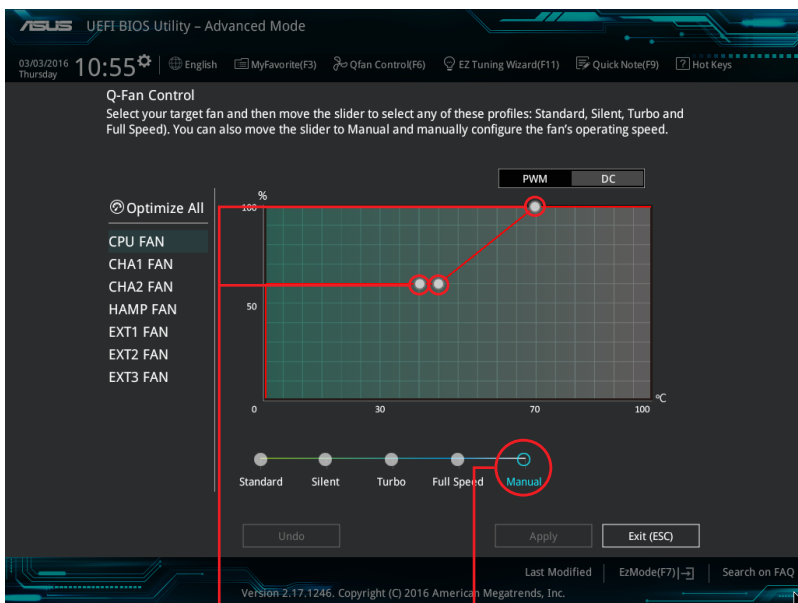 ASUS UEFI BIOS Utility – Advanced Mode
03/03/2016 Thursday 10:55 English MyFavorite(F3) Qfan Control(F6) EZ Tuning Wizard(F11) Quick Note(F9) ? Hot Keys
Q-Fan Control
Select your target fan and then move the slider to select any of these profiles: Standard, Silent, Turbo and
Full Speed). You can also move the slider to Manual and manually configure the fan's operating speed.
PWM DC
Optimize All
CPU FAN
CHA1 FAN
CHA2 FAN
HAMP FAN
EXT1 FAN
EXT2 FAN
EXT3 FAN
%
100
50
0 30 70 100 °C
Standard Silent Turbo Full Speed Manual
Undo Apply Exit (ESC)
Last Modified EzMode(F7) Search on FAQ
Version 2.17.1246. Copyright (C) 2016 American Megatrends, Inc.